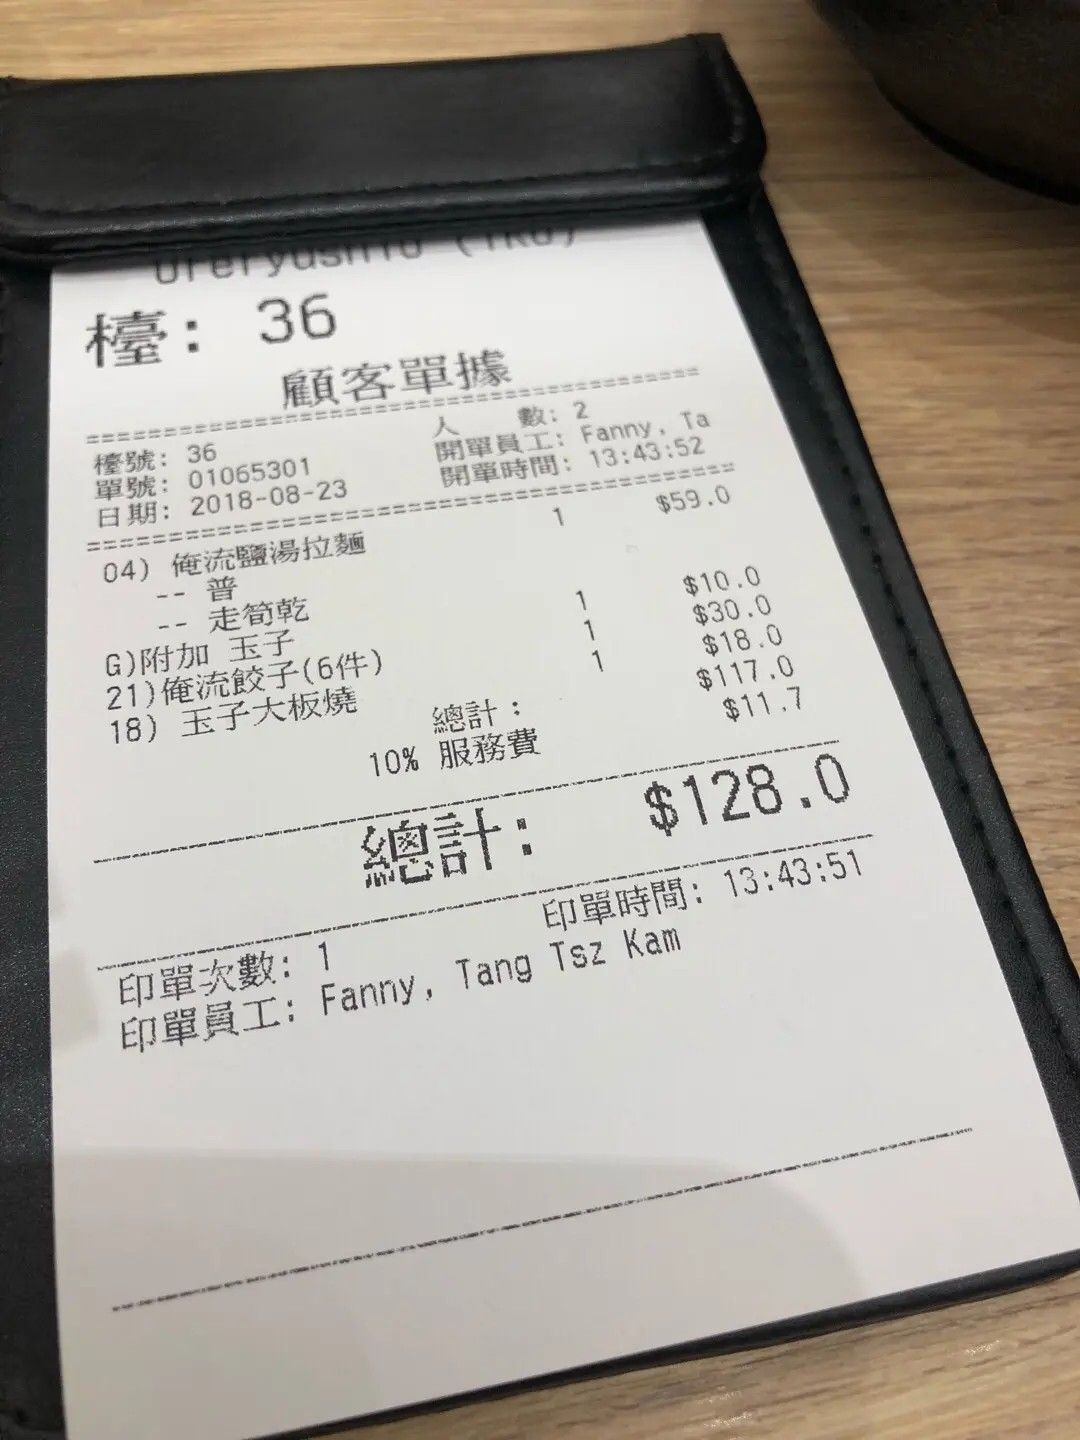 Ureryushio (TKO)
檯: 36
顧客單據
檯號: 36 人 數: 2
單號: 01065301 開單員工: Fanny, Ta
日期: 2018-08-23 開單時間: 13:43:52
04) 俺流鹽湯拉麵 1 $59.0
-- 普
-- 走筍乾
G)附加 玉子 1 $10.0
21)俺流餃子(6件) 1 $30.0
18) 玉子大板燒 1 $18.0
總計: $117.0
10% 服務費 $11.7
總計: $128.0
印單次數: 1 印單時間: 13:43:51
印單員工: Fanny, Tang Tsz Kam